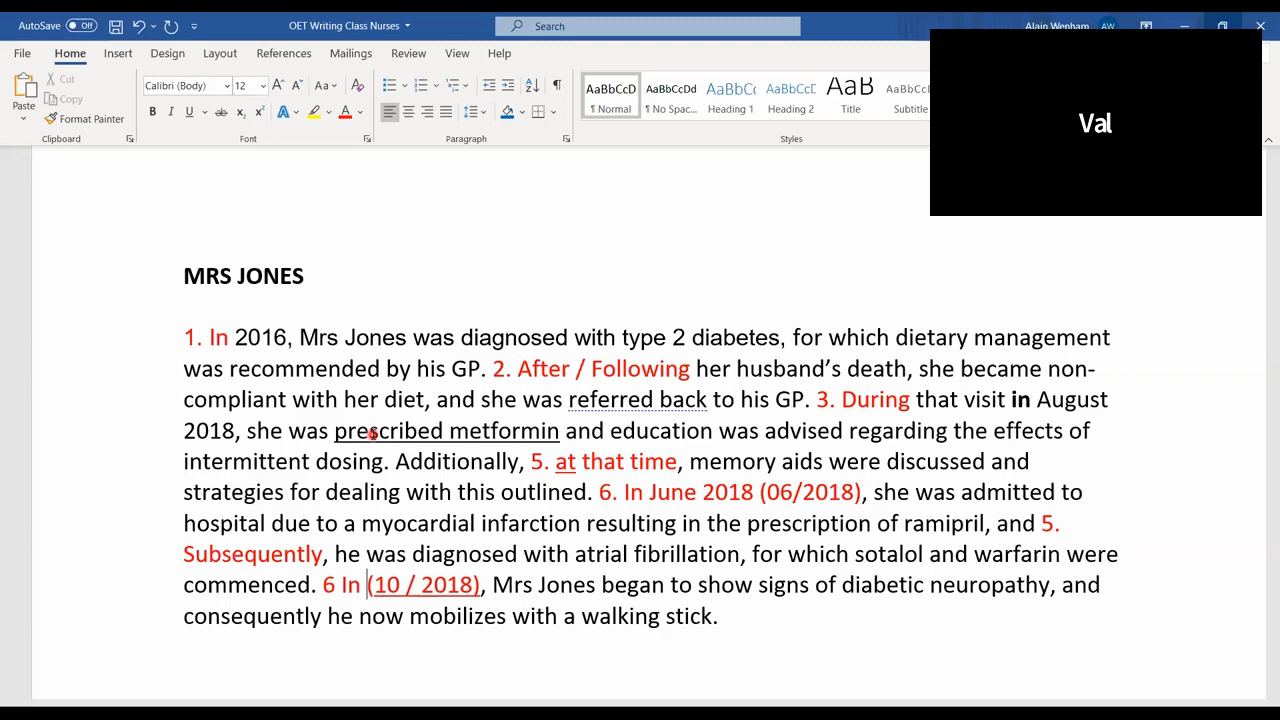 AutoSave Off OET Writing Class Nurses Search Alain Wenham AW
File Home Insert Design Layout References Mailings Review View Help
Cut
Copy
Format Painter
Paste
Calibri (Body) 12
AaBbCcD AaBbCcDd AaBbCc AaBbCcD AaB AaBbCcD
¶ Normal ¶ No Spac... Heading 1 Heading 2 Title Subtitle
Clipboard Font Paragraph Styles
Val
MRS JONES
1. In 2016, Mrs Jones was diagnosed with type 2 diabetes, for which dietary management
was recommended by his GP. 2. After / Following her husband's death, she became non-
compliant with her diet, and she was referred back to his GP. 3. During that visit in August
2018, she was prescribed metformin and education was advised regarding the effects of
intermittent dosing. Additionally, 5. at that time, memory aids were discussed and
strategies for dealing with this outlined. 6. In June 2018 (06/2018), she was admitted to
hospital due to a myocardial infarction resulting in the prescription of ramipril, and 5.
Subsequently, he was diagnosed with atrial fibrillation, for which sotalol and warfarin were
commenced. 6 In (10 / 2018), Mrs Jones began to show signs of diabetic neuropathy, and
consequently he now mobilizes with a walking stick.